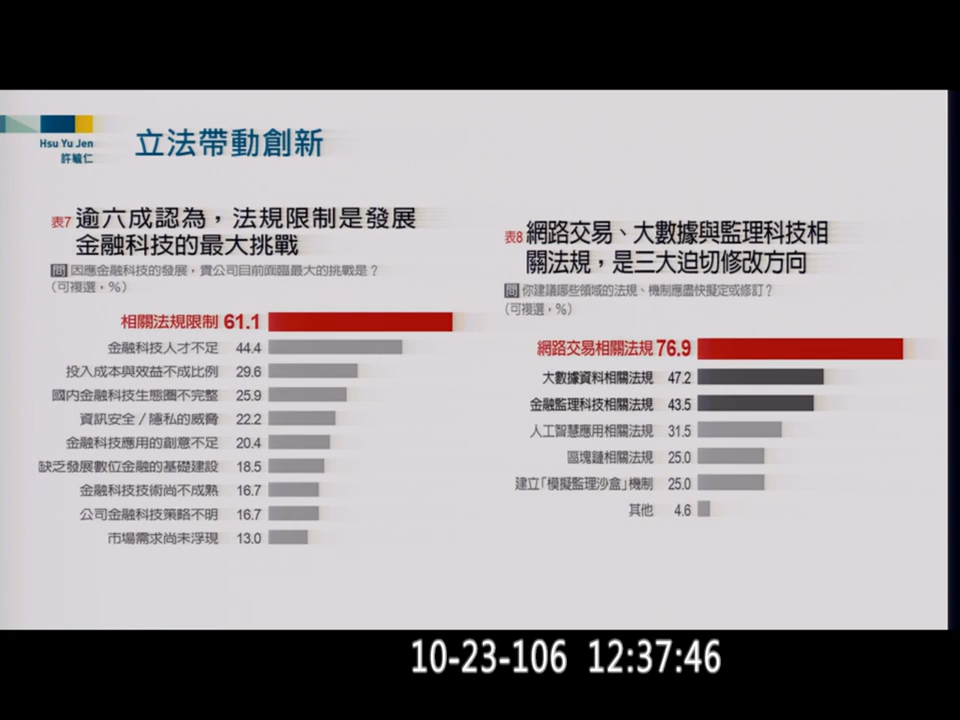 Hsu Yu Jen
許毓仁
立法帶動創新
表7 逾六成認為，法規限制是發展
金融科技的最大挑戰
問 因應金融科技的發展，貴公司目前面臨最大的挑戰是？
（可複選，%）
相關法規限制 61.1
金融科技人才不足 44.4
投入成本與效益不成比例 29.6
國內金融科技生態圈不完整 25.9
資訊安全／隱私的威脅 22.2
金融科技應用的創意不足 20.4
缺乏發展數位金融的基礎建設 18.5
金融科技技術尚不成熟 16.7
公司金融科技策略不明 16.7
市場需求尚未浮現 13.0
表8 網路交易、大數據與監理科技相
關法規，是三大迫切修改方向
問 你建議哪些領域的法規、機制應盡快擬定或修訂？
（可複選，%）
網路交易相關法規 76.9
大數據資料相關法規 47.2
金融監理科技相關法規 43.5
人工智慧應用相關法規 31.5
區塊鏈相關法規 25.0
建立「模擬監理沙盒」機制 25.0
其他 4.6
10-23-106 12:37:46